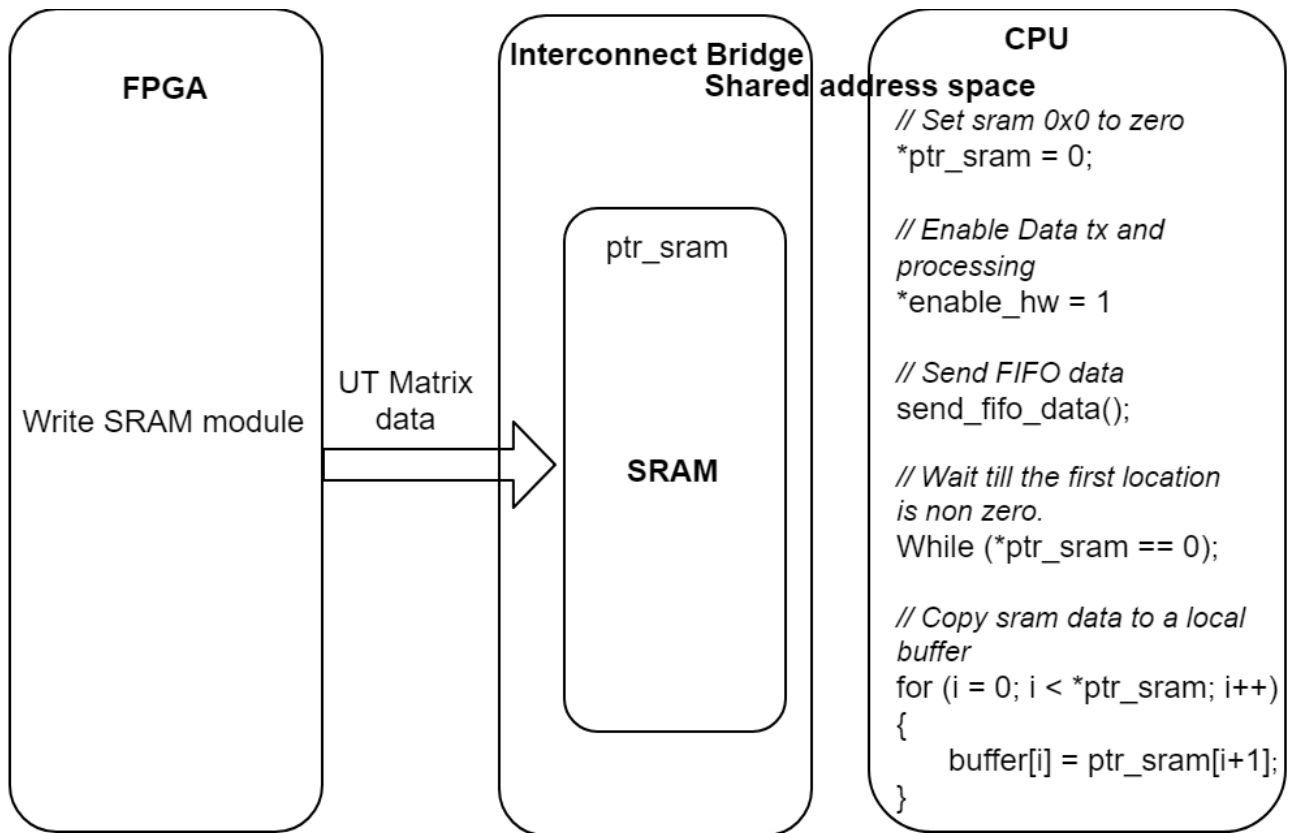 FPGA
Write SRAM module
UT Matrix
data
Interconnect Bridge
Shared address space
ptr_sram
SRAM
CPU
// Set sram 0x0 to zero
*ptr_sram = 0;
// Enable Data tx and
processing
*enable_hw = 1
// Send FIFO data
send_fifo_data();
// Wait till the first location
is non zero.
While (*ptr_sram == 0);
// Copy sram data to a local
buffer
for (i = 0; i < *ptr_sram; i++)
{
buffer[i] = ptr_sram[i+1];
}